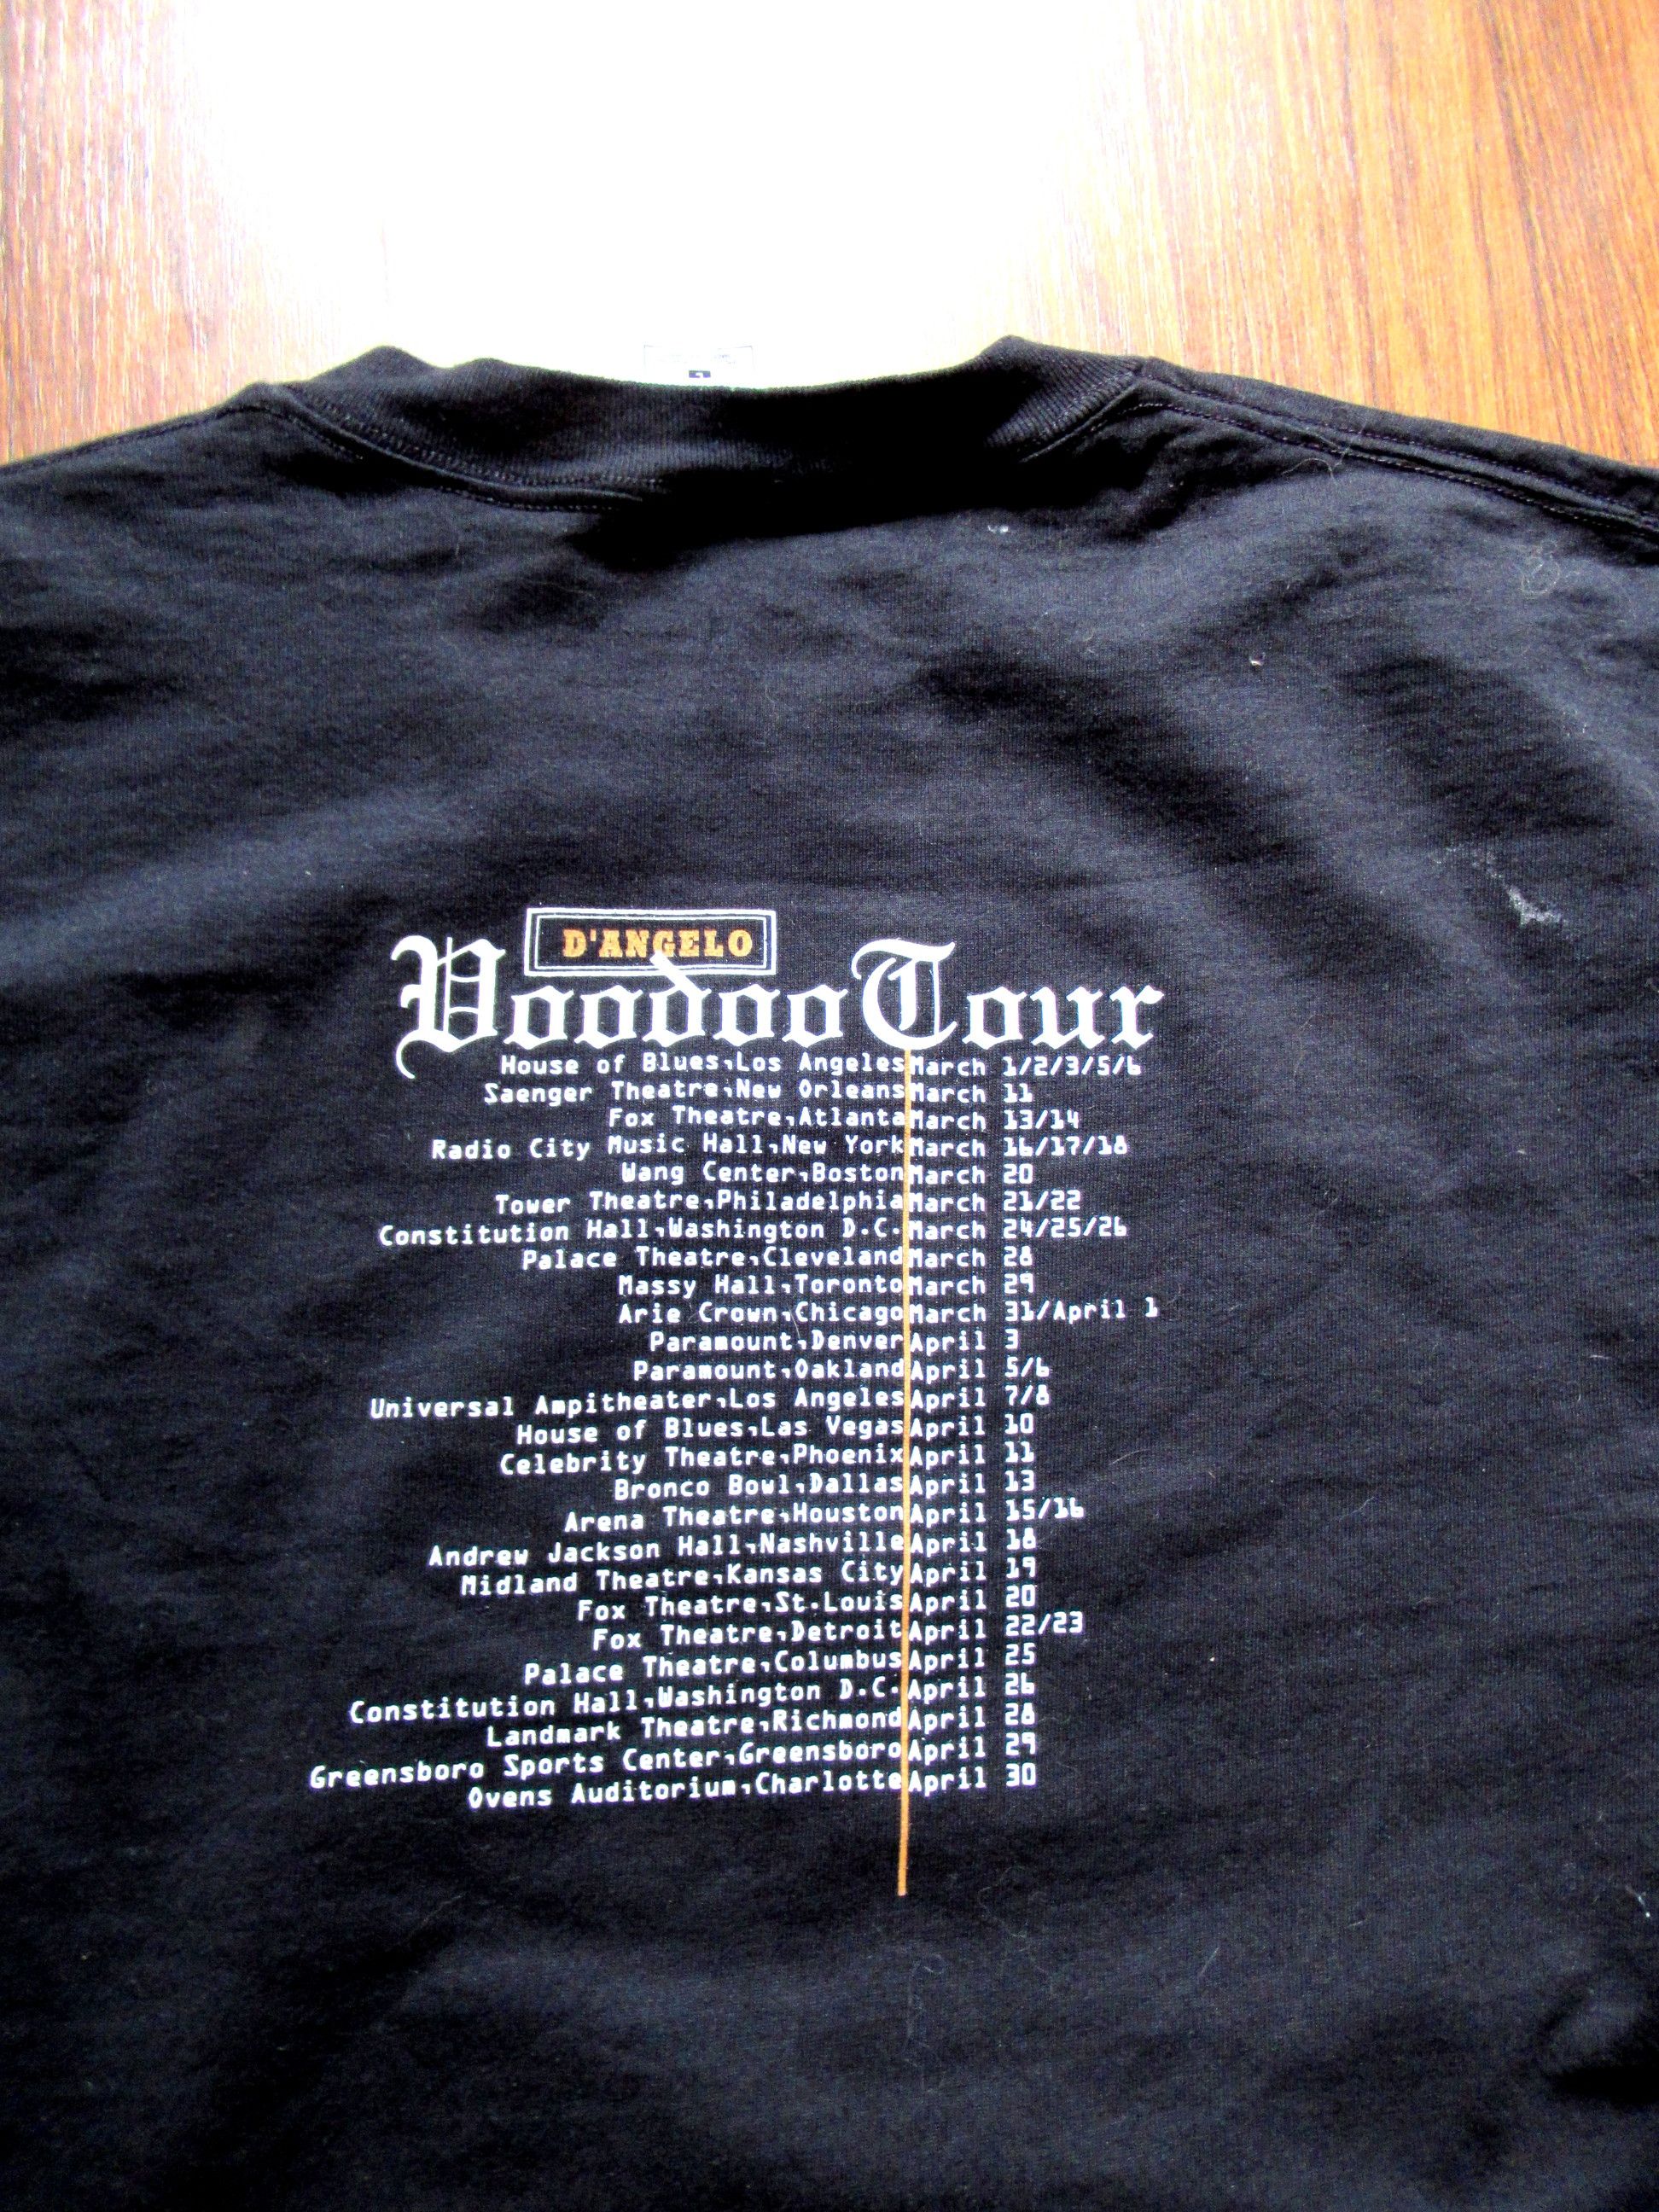 D'ANGELO
Voodoo Tour
House of Blues,Los Angeles March 1/2/3/5/6
Saenger Theatre,New Orleans March 11
Fox Theatre,Atlanta March 13/14
Radio City Music Hall,New York March 16/17/18
Wang Center,Boston March 20
Tower Theatre,Philadelphia March 21/22
Constitution Hall,Washington D.C. March 24/25/26
Palace Theatre,Cleveland March 28
Massy Hall,Toronto March 29
Arie Crown,Chicago March 31/April 1
Paramount,Denver April 3
Paramount,Oakland April 5/6
Universal Ampitheater,Los Angeles April 7/8
House of Blues,Las Vegas April 10
Celebrity Theatre,Phoenix April 11
Bronco Bowl,Dallas April 13
Arena Theatre,Houston April 15/16
Andrew Jackson Hall,Nashville April 18
Midland Theatre,Kansas City April 19
Fox Theatre,St.Louis April 20
Fox Theatre,Detroit April 22/23
Palace Theatre,Columbus April 25
Constitution Hall,Washington D.C. April 26
Landmark Theatre,Richmond April 28
Greensboro Sports Center,Greensboro April 29
Ovens Auditorium,Charlotte April 30